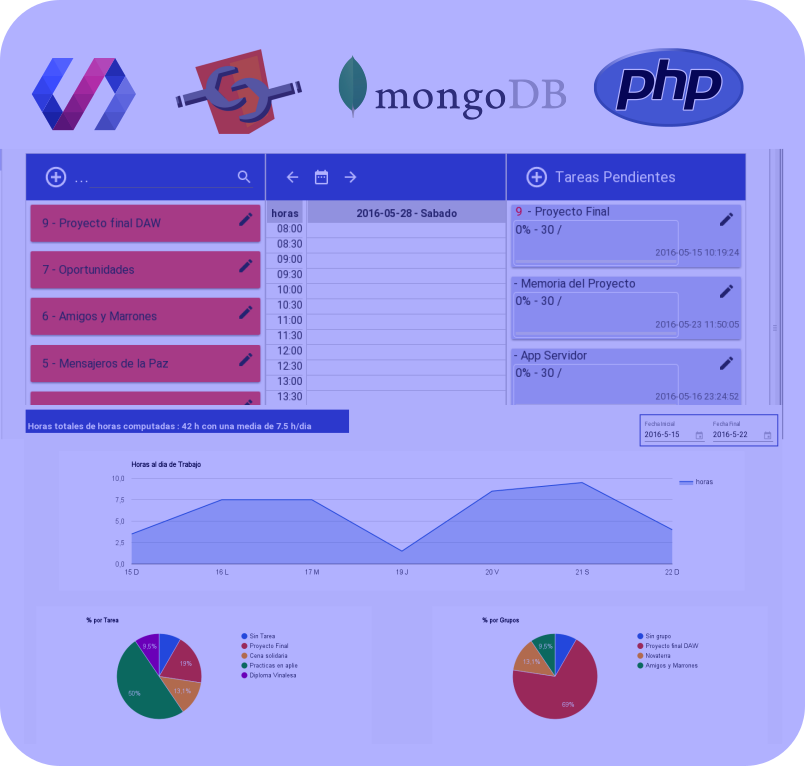 mongoDB
php
...
Tareas Pendientes
9 - Proyecto final DAW
7 - Oportunidades
6 - Amigos y Marrones
5 - Mensajeros de la Paz
horas
2016-05-28 - Sabado
08:00
08:30
09:00
09:30
10:00
10:30
11:00
11:30
12:00
12:30
13:00
13:30
9 - Proyecto Final
0% - 30 /
2016-05-15 10:19:24
- Memoria del Proyecto
0% - 30 /
2016-05-23 11:50:05
- App Servidor
0% - 30 /
2016-05-16 23:24:52
Horas totales de horas computadas : 42 h con una media de 7.5 h/dia
Fecha Inicial
2016-5-15
Fecha Final
2016-5-22
Horas al dia de Trabajo
10,0
7,5
5,0
2,5
0,0
15 D
16 L
17 M
19 J
20 V
21 S
22 D
horas
% por Tarea
9,5%
19%
13,1%
50%
Sin Tarea
Proyecto Final
Cena solidaria
Practicas en aplie
Diploma Vinalesa
% por Grupos
9,5%
13,1%
69%
Sin grupo
Proyecto final DAW
Novaterra
Amigos y Marrones